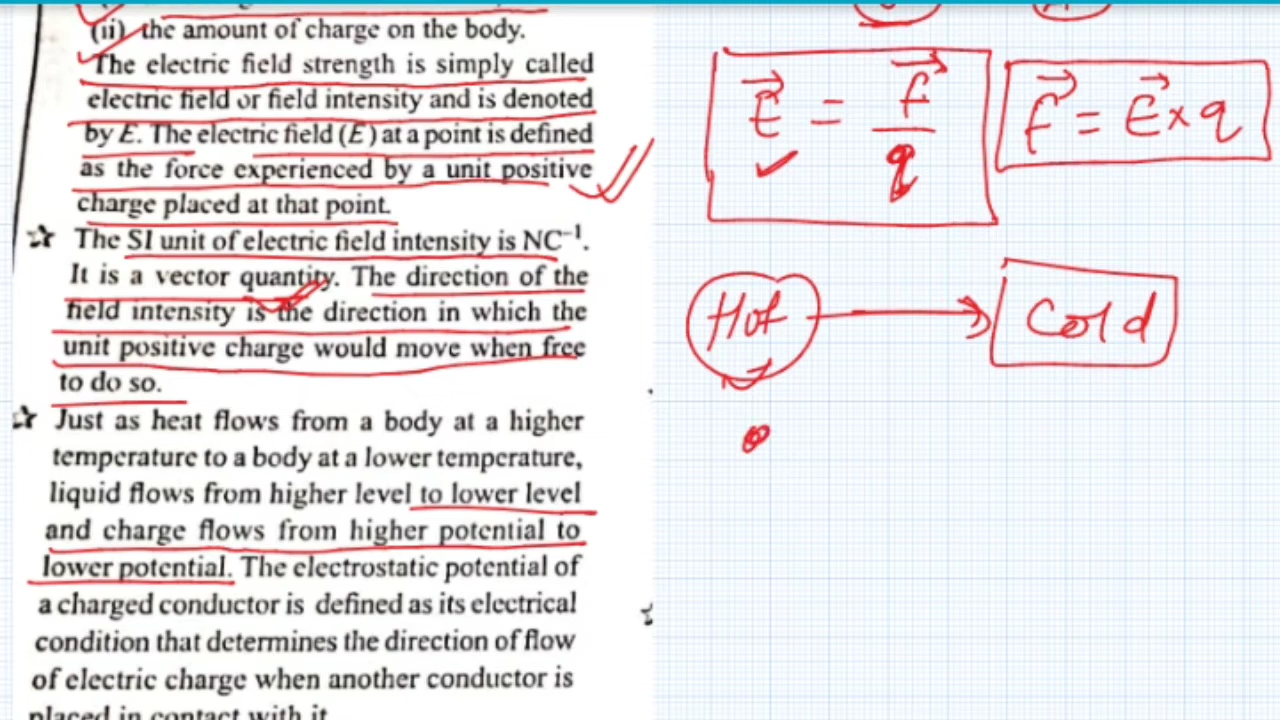 (ii) the amount of charge on the body.
The electric field strength is simply called
electric field or field intensity and is denoted
by E. The electric field (E) at a point is defined
as the force experienced by a unit positive
charge placed at that point.
☆ The SI unit of electric field intensity is NC⁻¹.
It is a vector quantity. The direction of the
field intensity is the direction in which the
unit positive charge would move when free
to do so.
☆ Just as heat flows from a body at a higher
temperature to a body at a lower temperature,
liquid flows from higher level to lower level
and charge flows from higher potential to
lower potential. The electrostatic potential of
a charged conductor is defined as its electrical
condition that determines the direction of flow
of electric charge when another conductor is
placed in contact with it
E = f / q
F = E × q
Hot → Cold